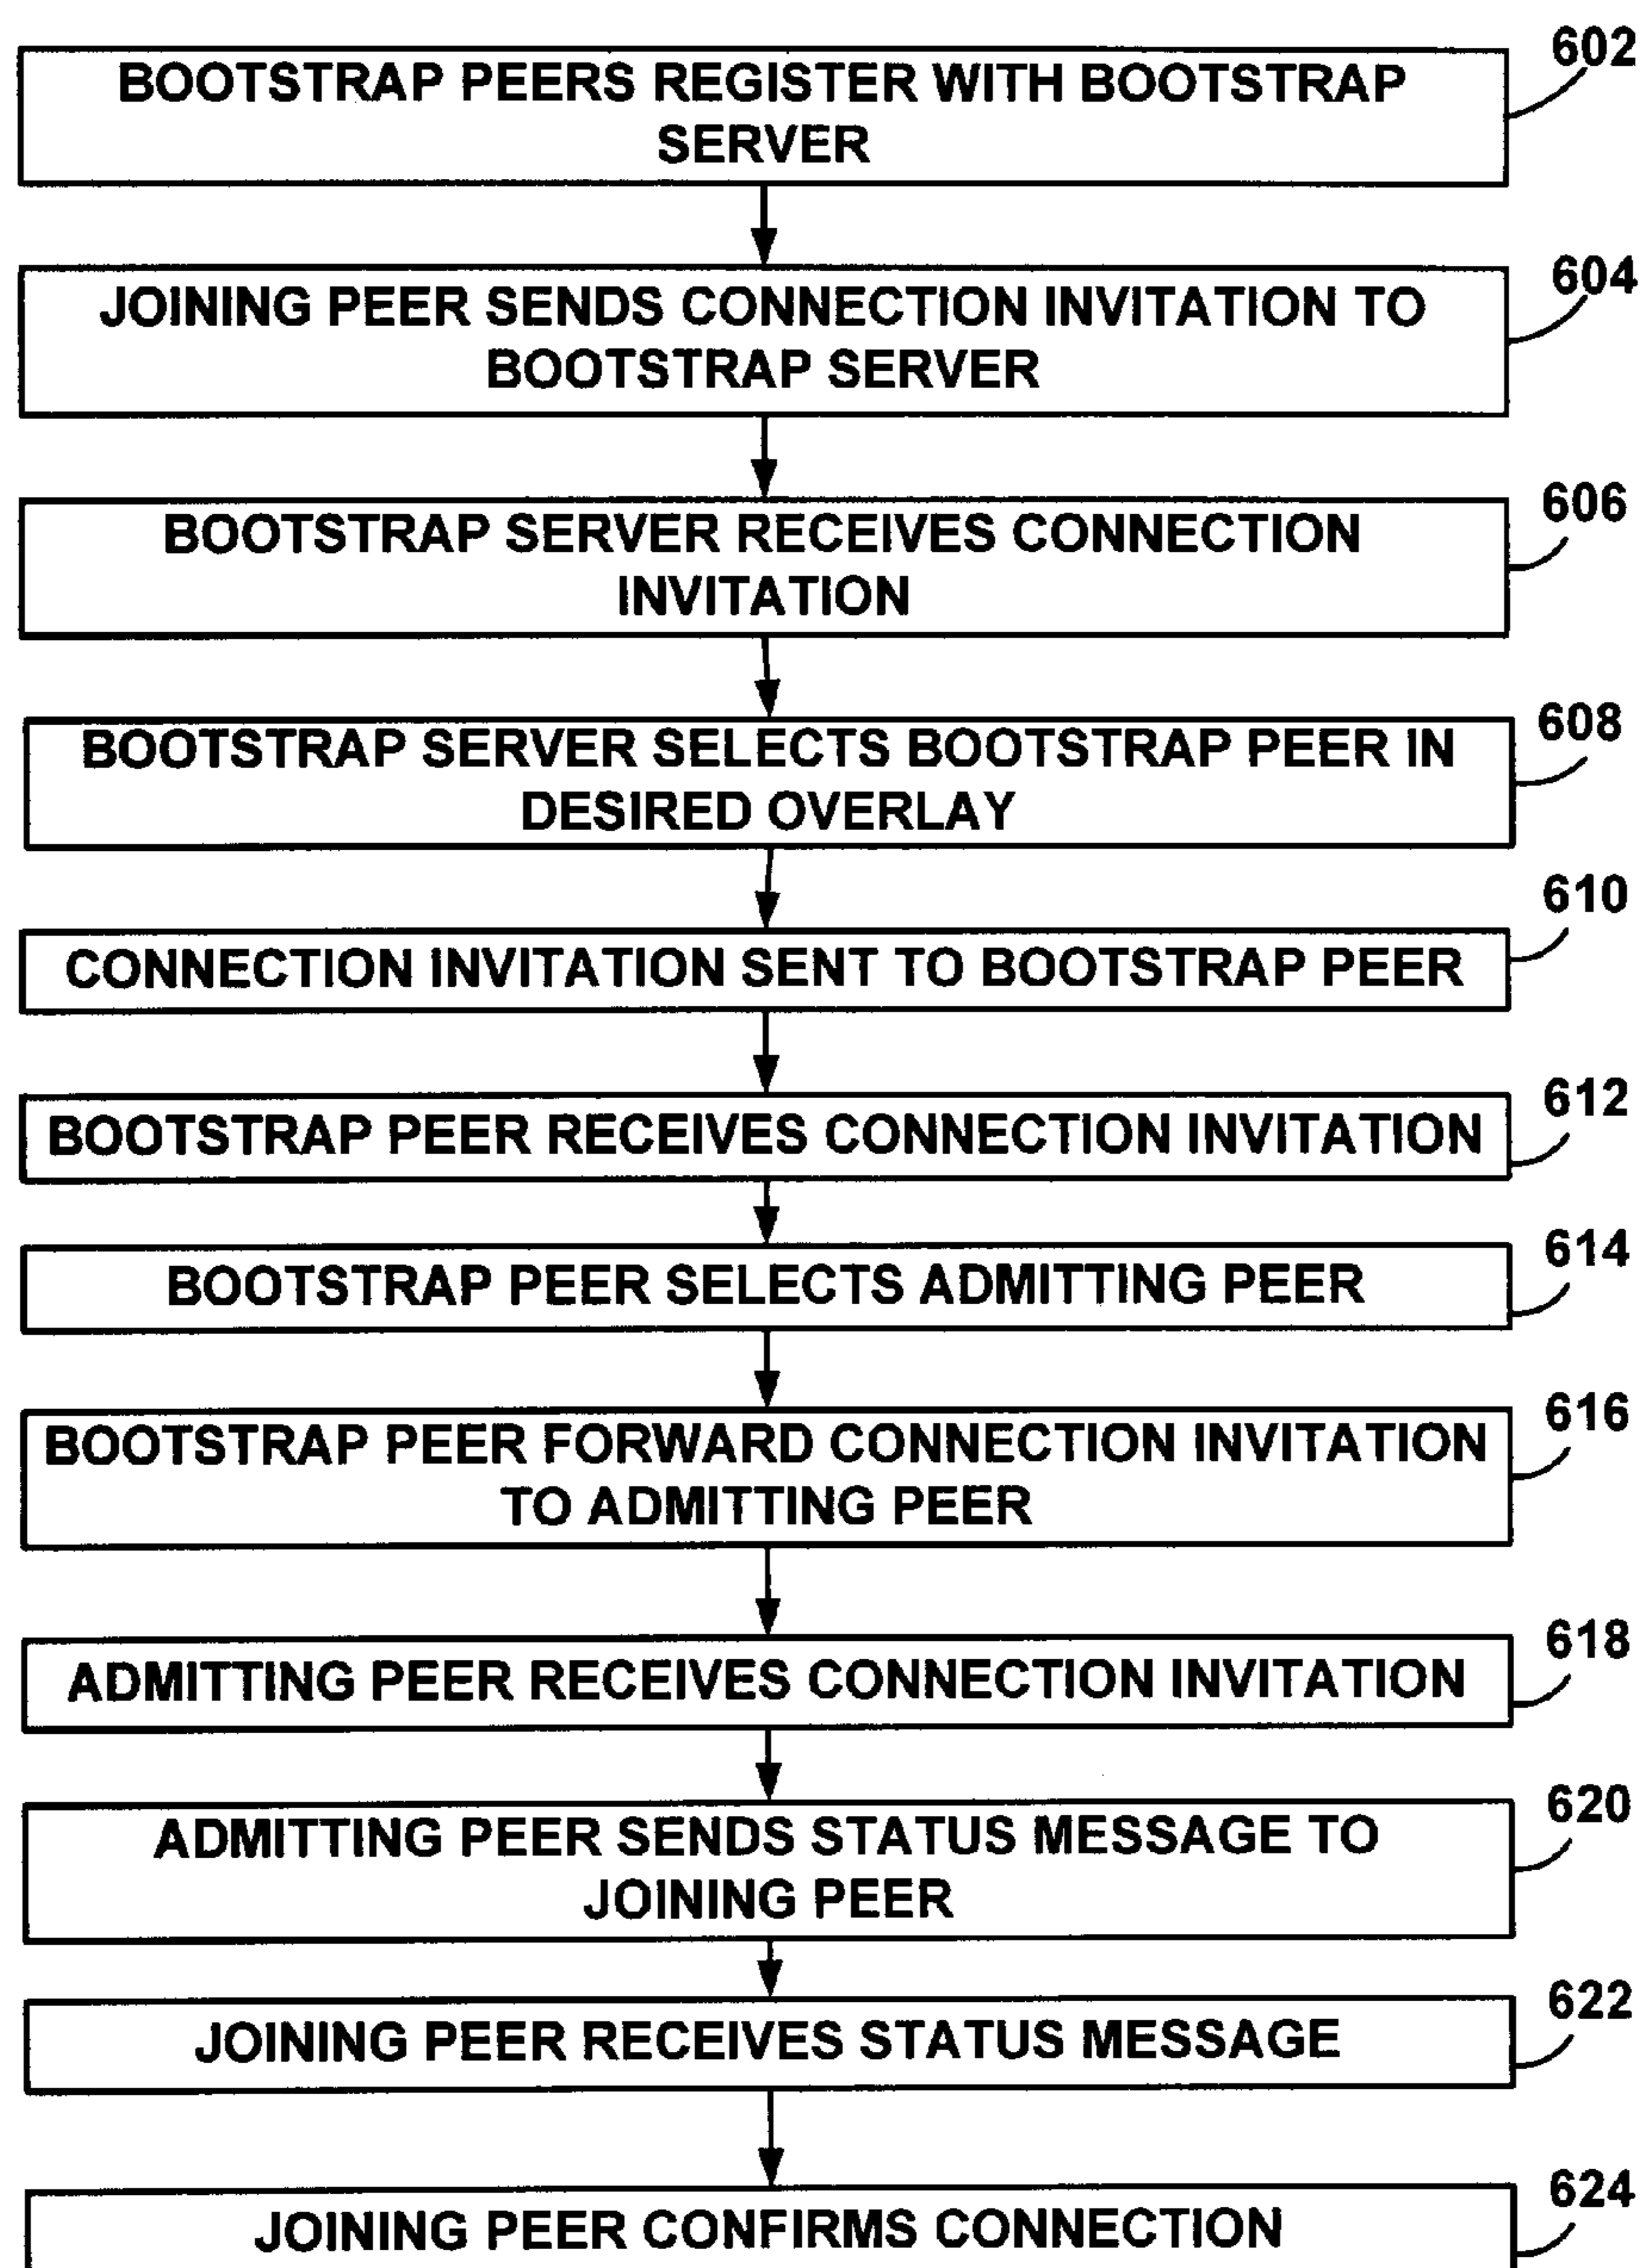 602
BOOTSTRAP PEERS REGISTER WITH BOOTSTRAP
SERVER
604
JOINING PEER SENDS CONNECTION INVITATION TO
BOOTSTRAP SERVER
606
BOOTSTRAP SERVER RECEIVES CONNECTION
INVITATION
608
BOOTSTRAP SERVER SELECTS BOOTSTRAP PEER IN
DESIRED OVERLAY
610
CONNECTION INVITATION SENT TO BOOTSTRAP PEER
612
BOOTSTRAP PEER RECEIVES CONNECTION INVITATION
614
BOOTSTRAP PEER SELECTS ADMITTING PEER
616
BOOTSTRAP PEER FORWARD CONNECTION INVITATION
TO ADMITTING PEER
618
ADMITTING PEER RECEIVES CONNECTION INVITATION
620
ADMITTING PEER SENDS STATUS MESSAGE TO
JOINING PEER
622
JOINING PEER RECEIVES STATUS MESSAGE
624
JOINING PEER CONFIRMS CONNECTION